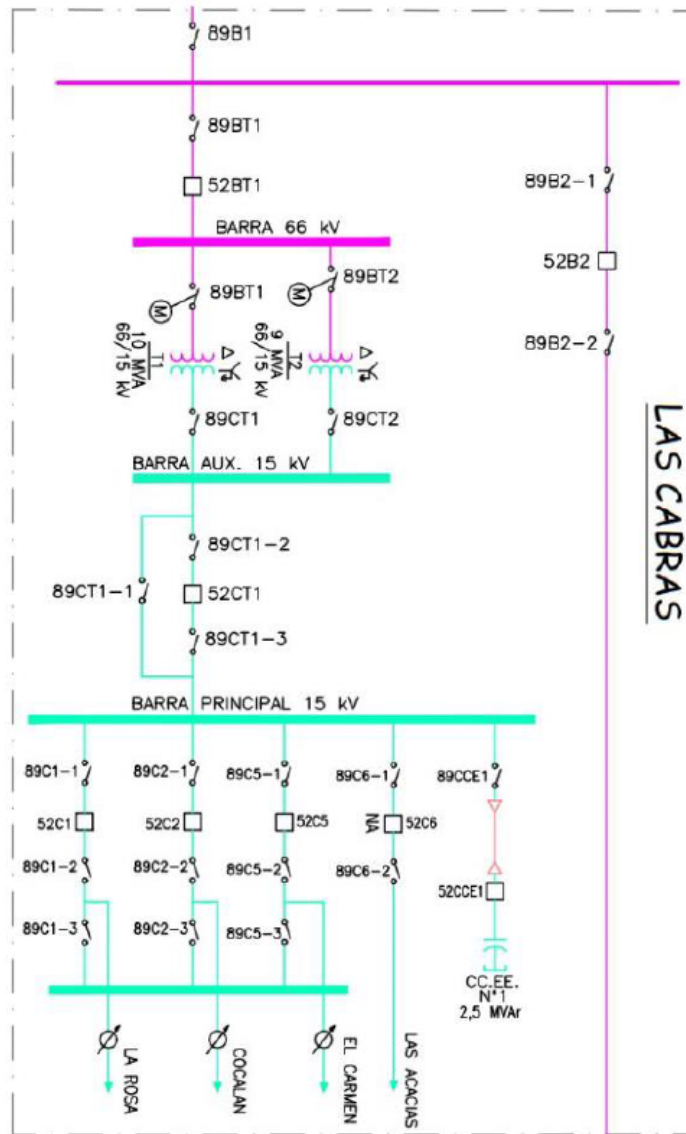 89B1
89BT1
52BT1
89B2-1
52B2
89B2-2
BARRA 66 kV
89BT1
89BT2
M
M
T1
10 MVA
66/15 kV
T2
9 MVA
66/15 kV
89CT1
89CT2
BARRA AUX. 15 kV
89CT1-2
89CT1-1
52CT1
89CT1-3
LAS CABRAS
BARRA PRINCIPAL 15 kV
89C1-1
89C2-1
89C5-1
89C6-1
89CCE1
52C1
52C2
52C5
NA
52C6
89C1-2
89C2-2
89C5-2
89C6-2
52CCE1
89C1-3
89C2-3
89C5-3
CC.EE.
N°1
2,5 MVAr
LA ROSA
COCALAN
EL CARMEN
LAS ACACIAS